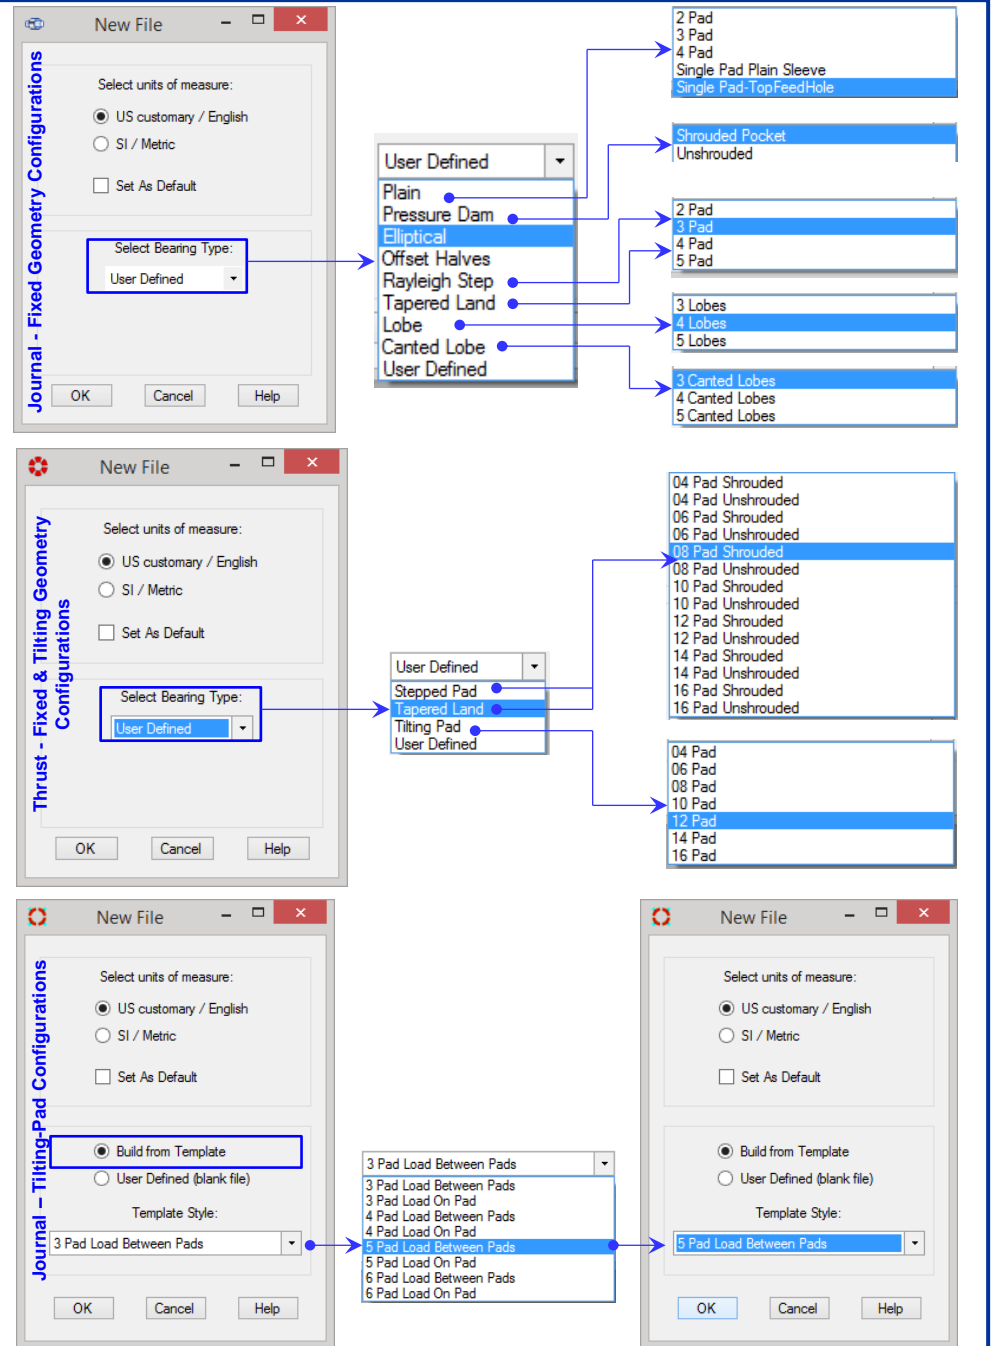 New File
Journal - Fixed Geometry Configurations
Select units of measure:
US customary / English
SI / Metric
Set As Default
Select Bearing Type:
User Defined
OK
Cancel
Help
User Defined
Plain
Pressure Dam
Elliptical
Offset Halves
Rayleigh Step
Tapered Land
Lobe
Canted Lobe
User Defined
2 Pad
3 Pad
4 Pad
Single Pad Plain Sleeve
Single Pad-TopFeedHole
Shrouded Pocket
Unshrouded
2 Pad
3 Pad
4 Pad
5 Pad
3 Lobes
4 Lobes
5 Lobes
3 Canted Lobes
4 Canted Lobes
5 Canted Lobes
New File
Thrust - Fixed & Tilting Geometry
Configurations
Select units of measure:
US customary / English
SI / Metric
Set As Default
Select Bearing Type:
User Defined
OK
Cancel
Help
User Defined
Stepped Pad
Tapered Land
Tilting Pad
User Defined
04 Pad Shrouded
04 Pad Unshrouded
06 Pad Shrouded
06 Pad Unshrouded
08 Pad Shrouded
08 Pad Unshrouded
10 Pad Shrouded
10 Pad Unshrouded
12 Pad Shrouded
12 Pad Unshrouded
14 Pad Shrouded
14 Pad Unshrouded
16 Pad Shrouded
16 Pad Unshrouded
04 Pad
06 Pad
08 Pad
10 Pad
12 Pad
14 Pad
16 Pad
New File
Journal – Tilting-Pad Configurations
Select units of measure:
US customary / English
SI / Metric
Set As Default
Build from Template
User Defined (blank file)
Template Style:
3 Pad Load Between Pads
OK
Cancel
Help
3 Pad Load Between Pads
3 Pad Load Between Pads
3 Pad Load On Pad
4 Pad Load Between Pads
4 Pad Load On Pad
5 Pad Load Between Pads
5 Pad Load On Pad
6 Pad Load Between Pads
6 Pad Load On Pad
New File
Select units of measure:
US customary / English
SI / Metric
Set As Default
Build from Template
User Defined (blank file)
Template Style:
5 Pad Load Between Pads
OK
Cancel
Help